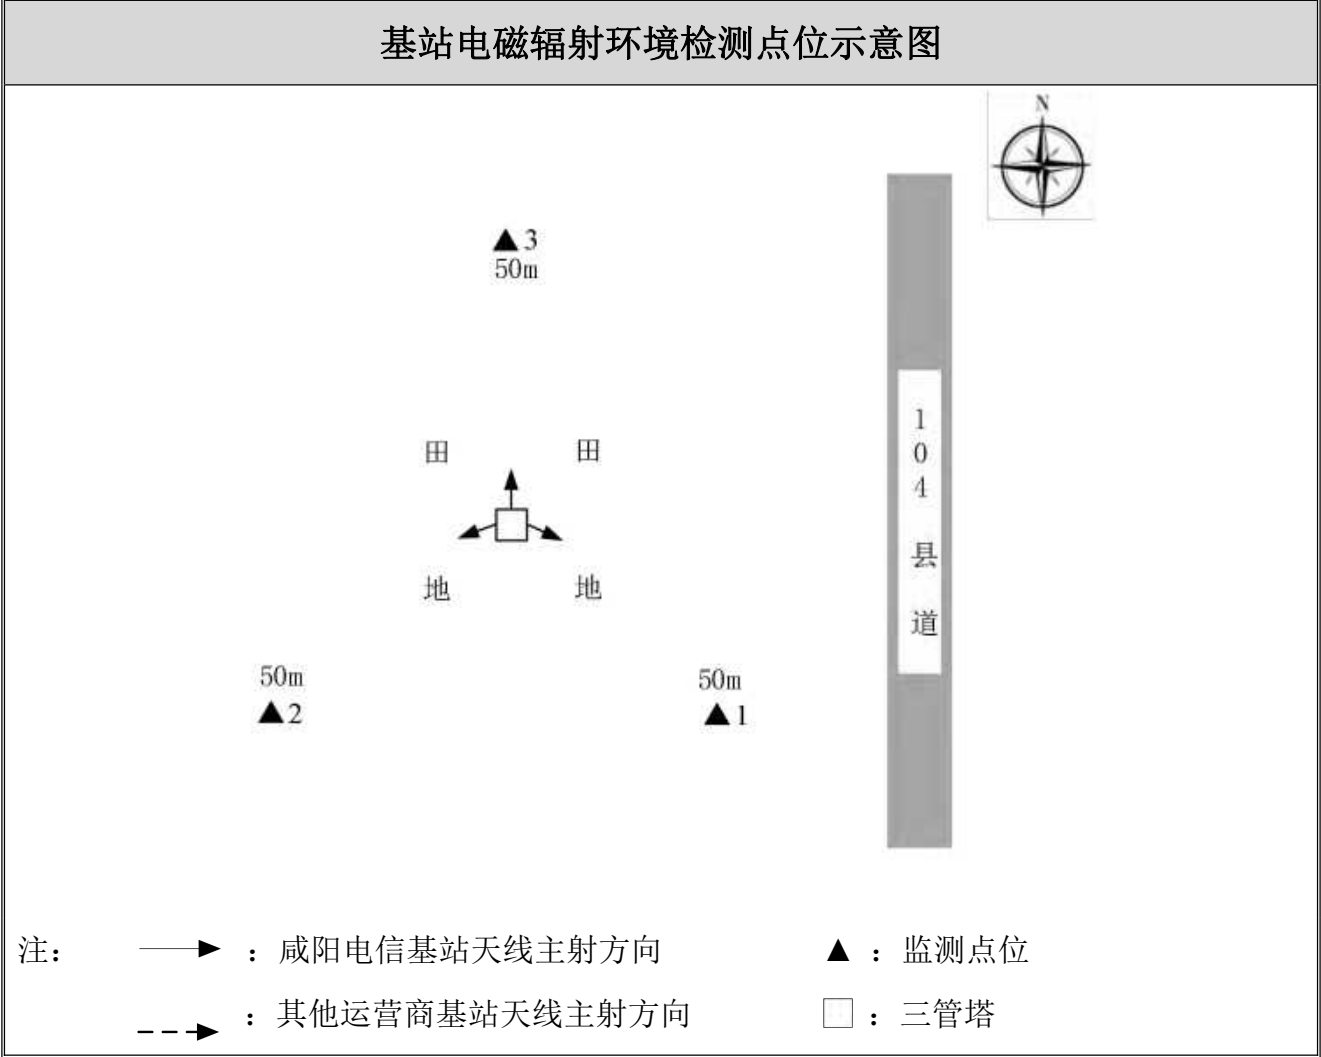 基站电磁辐射环境检测点位示意图
N
▲3
50m
田 田
地 地
104县道
50m 50m
▲2 ▲1
注： ：咸阳电信基站天线主射方向 ▲：监测点位
：其他运营商基站天线主射方向 □：三管塔